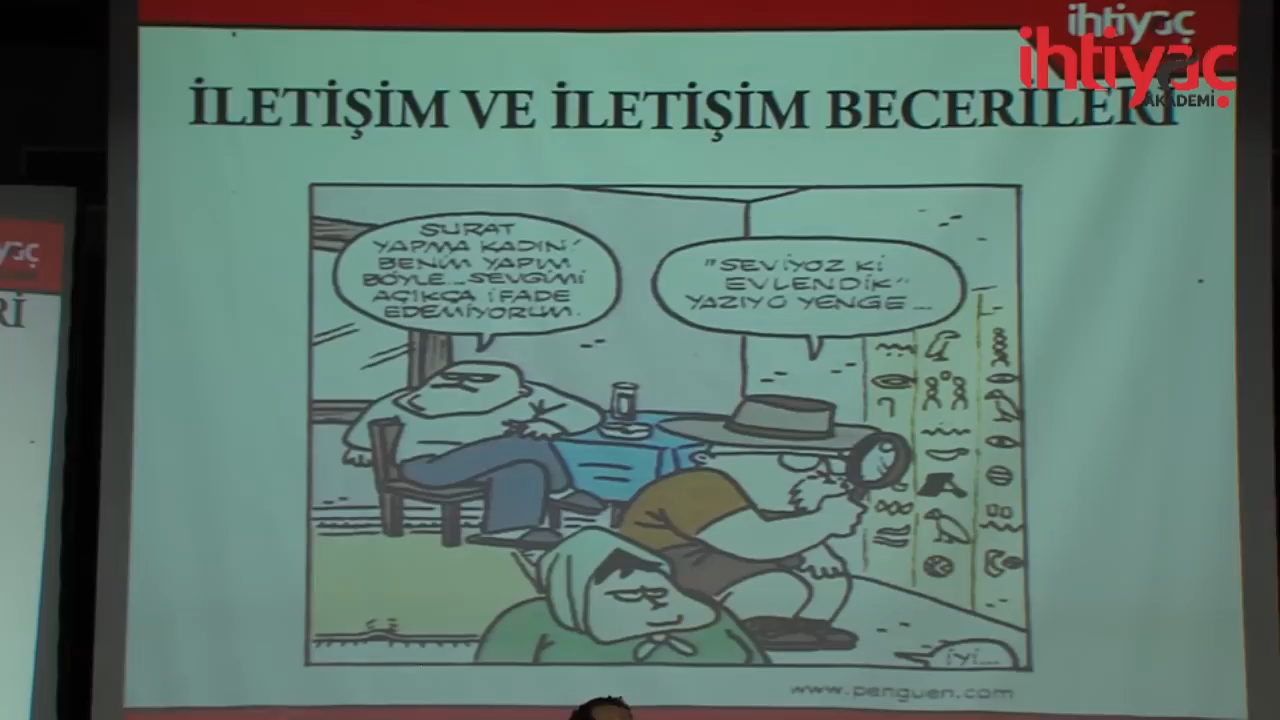 ihtiyaç
ihtiyaç
AKADEMİ
İLETİŞİM VE İLETİŞİM BECERİLERİ
SURAT
YAPMA KADIN!
BENİM YAPIM
BÖYLE... SEVGİMİ
AÇIKÇA İFADE
EDEMİYORUM.
"SEVİYOZ Kİ
EVLENDİK"
YAZIYO YENGE...
İYİ...
www.penguen.com
yaç
Rİ